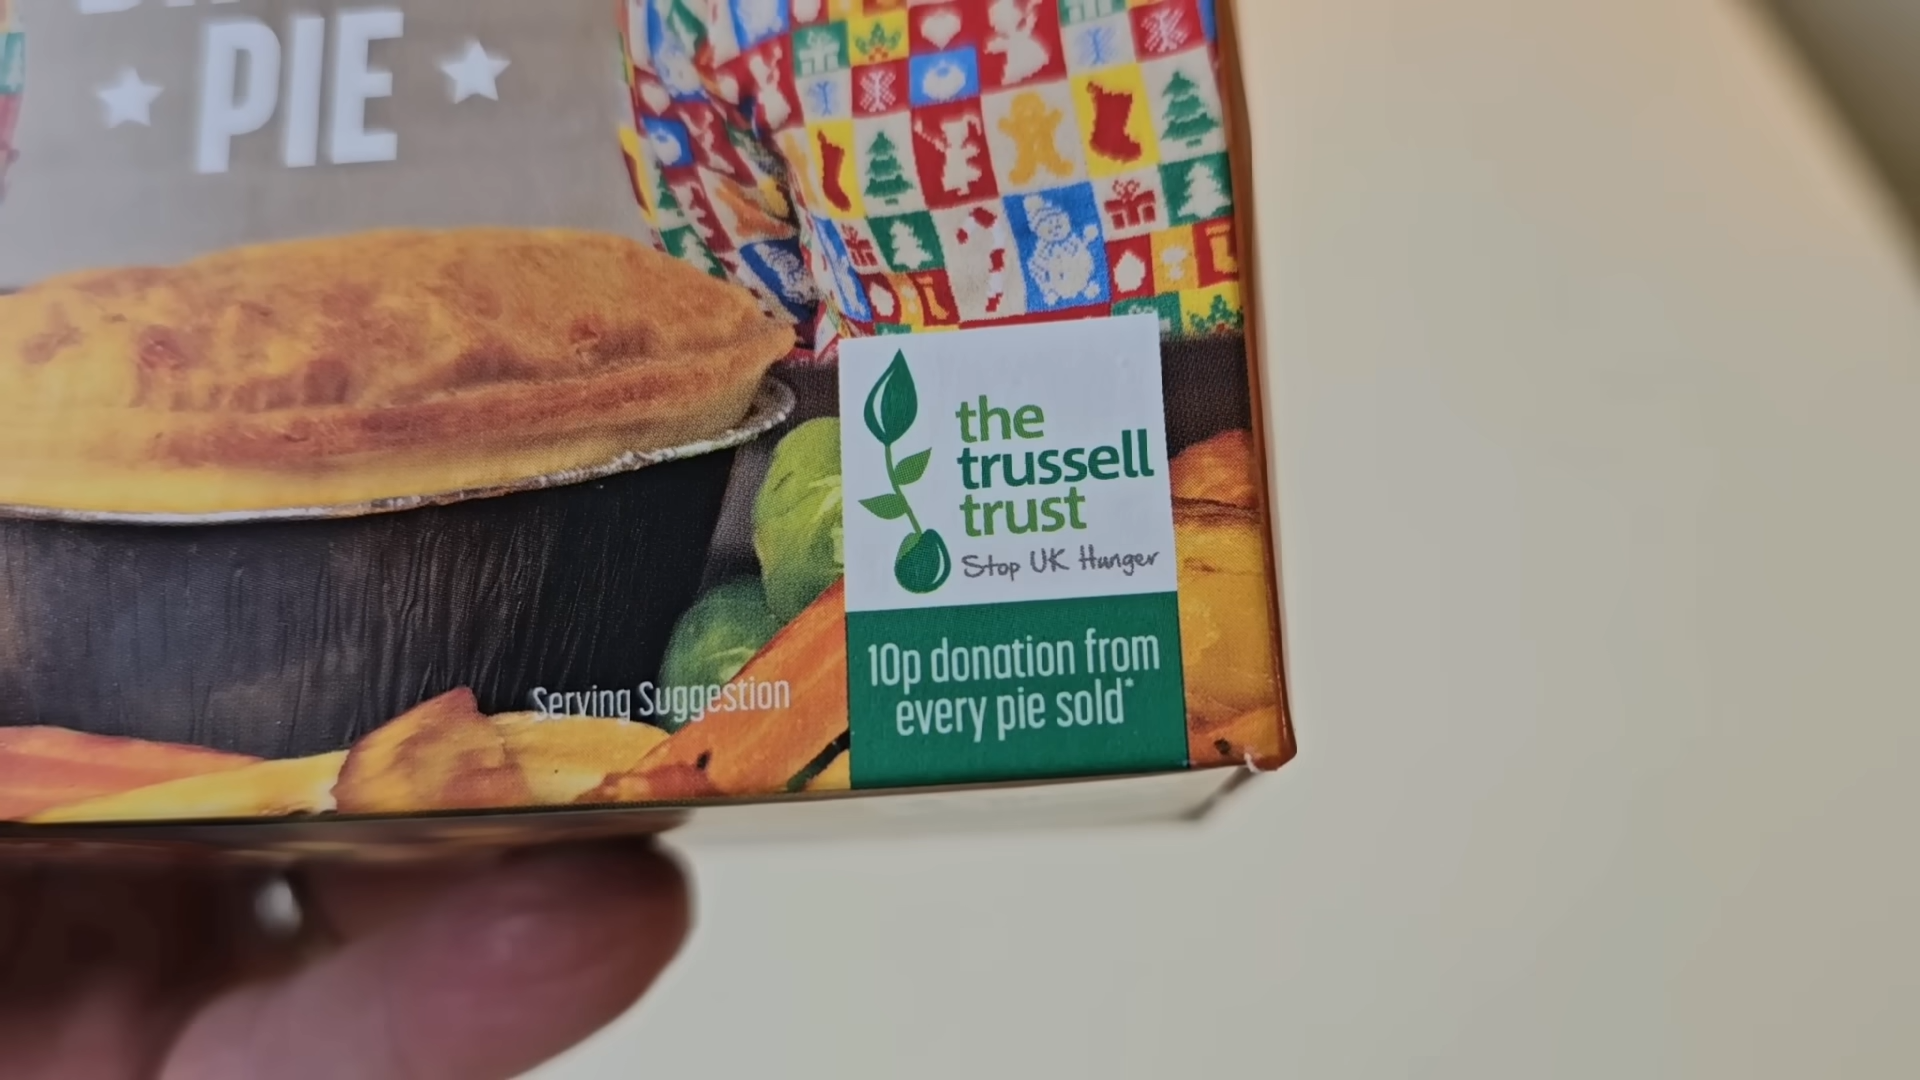 PIE
the
trussell
trust
Stop UK Hunger
10p donation from
every pie sold*
Serving Suggestion